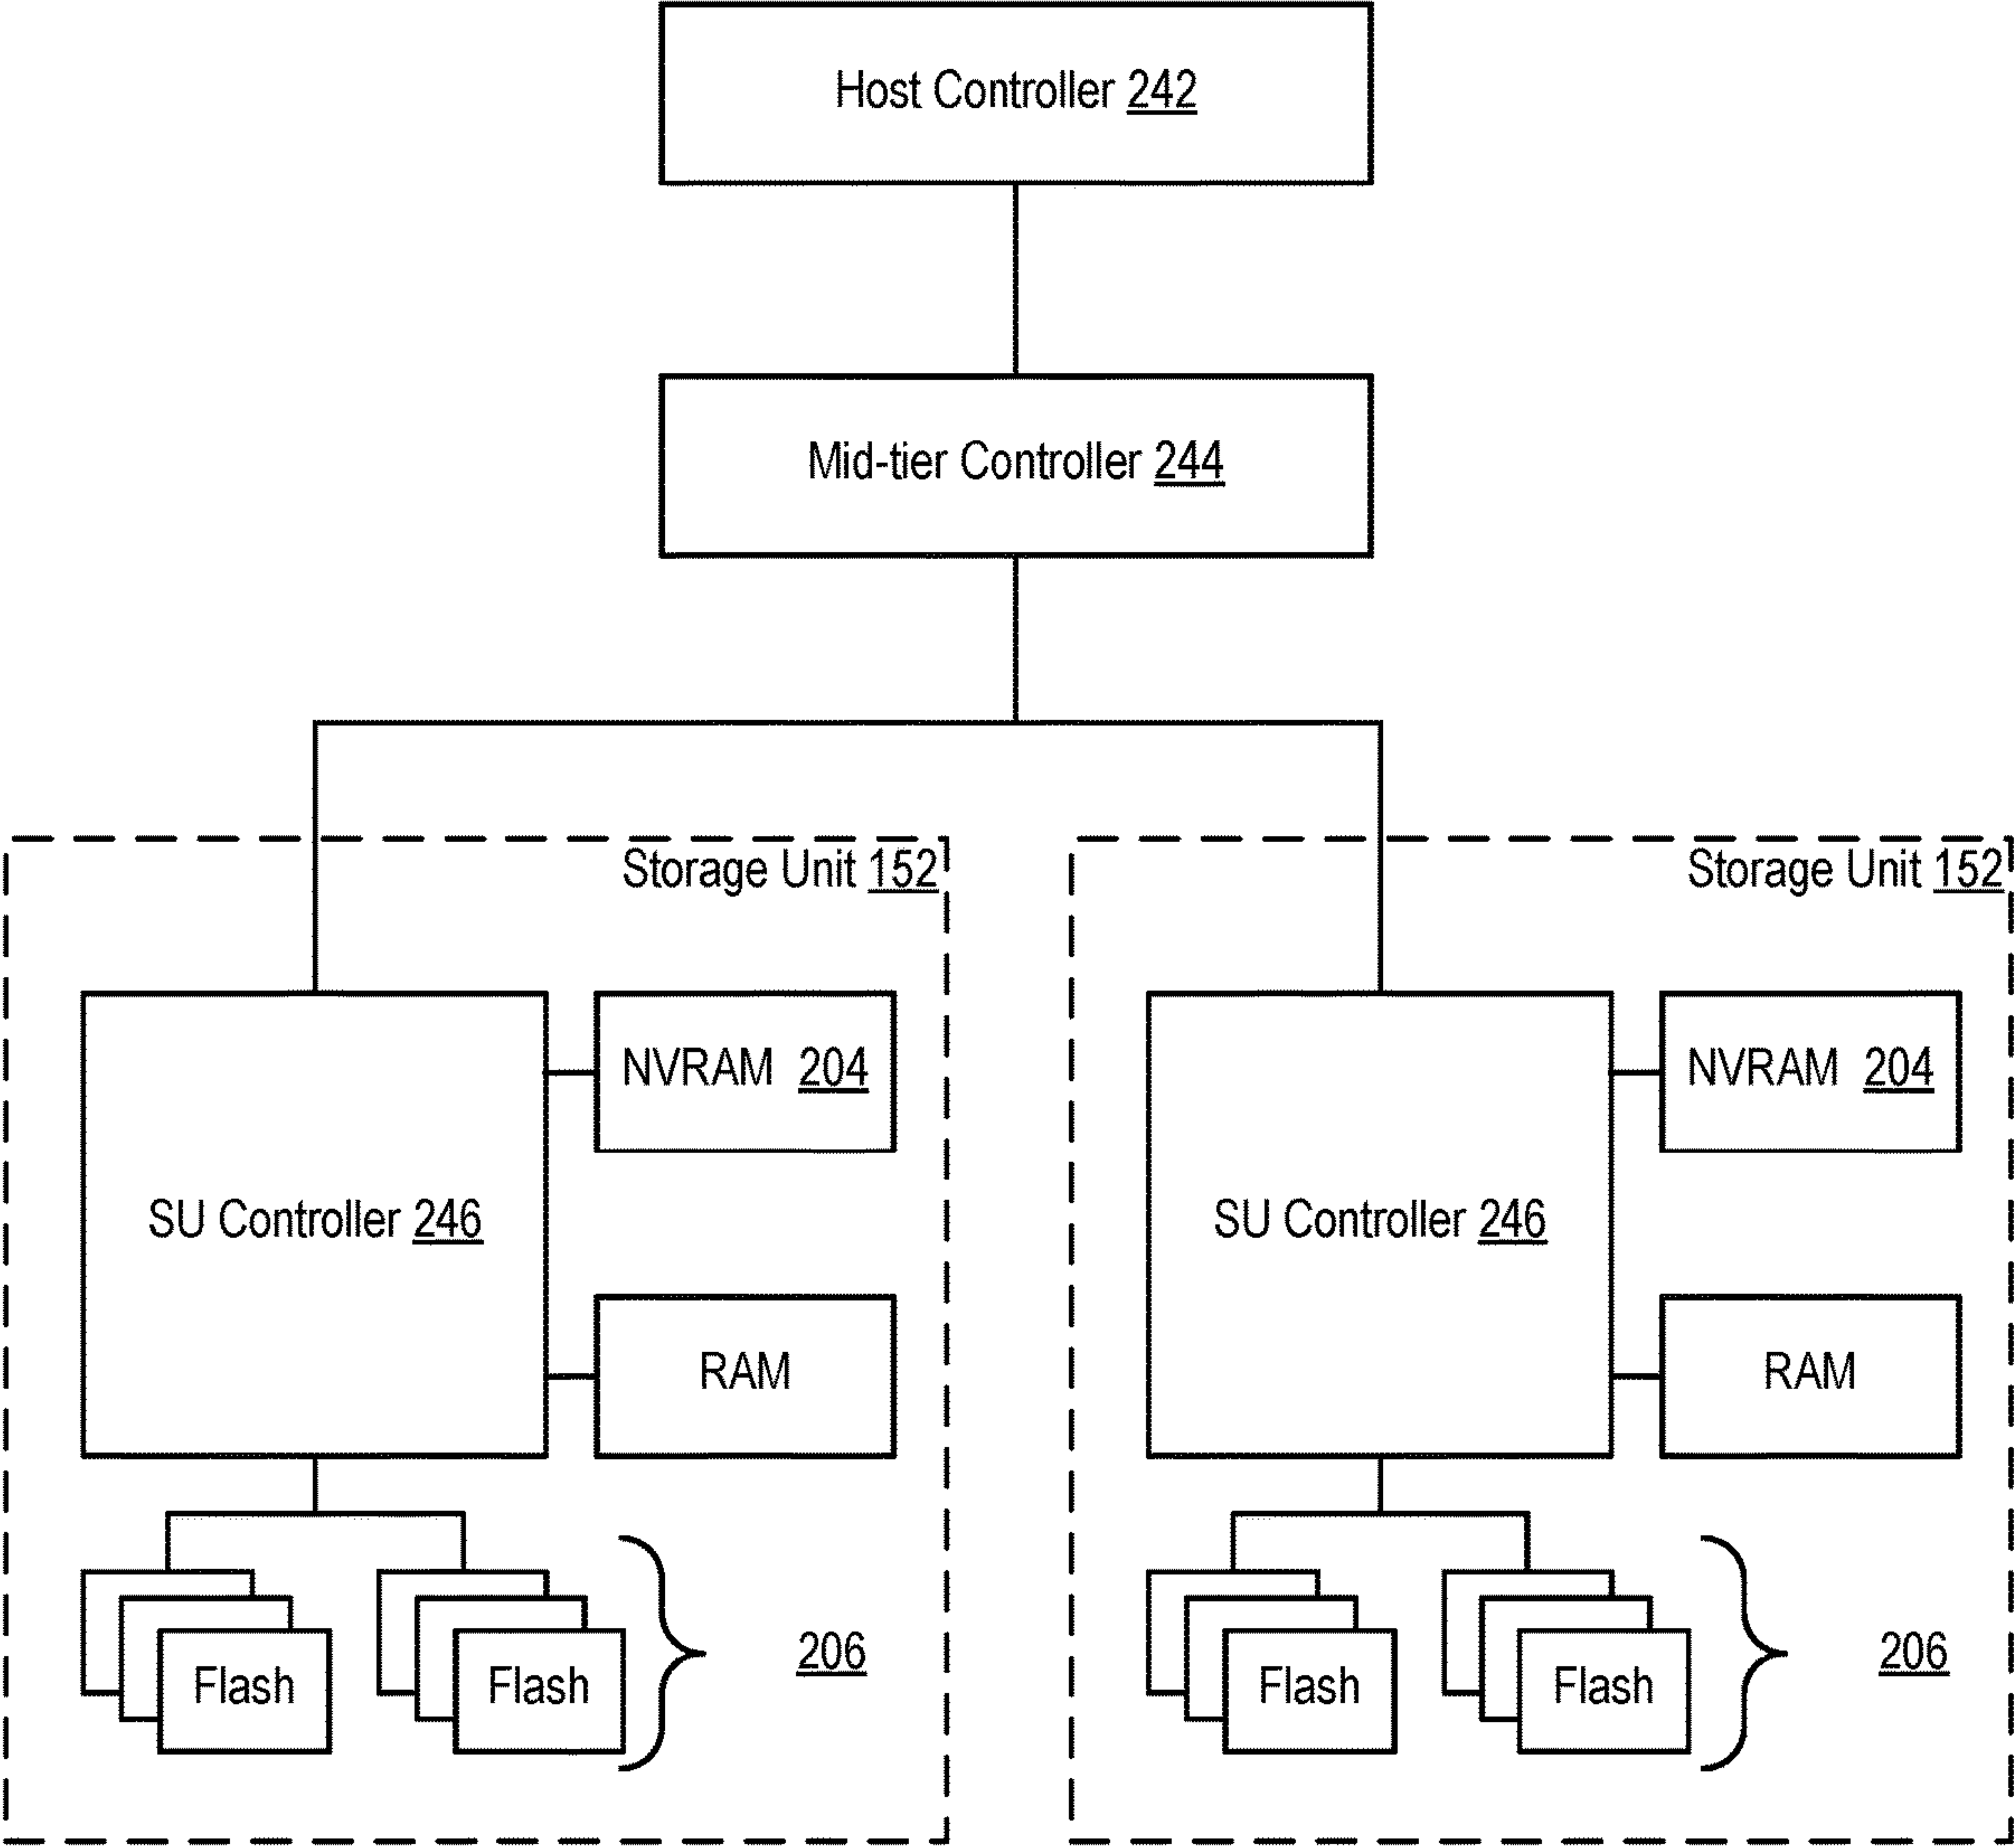 Host Controller 242
Mid-tier Controller 244
Storage Unit 152
NVRAM 204
SU Controller 246
RAM
Flash
Flash
206
Storage Unit 152
NVRAM 204
SU Controller 246
RAM
Flash
Flash
206